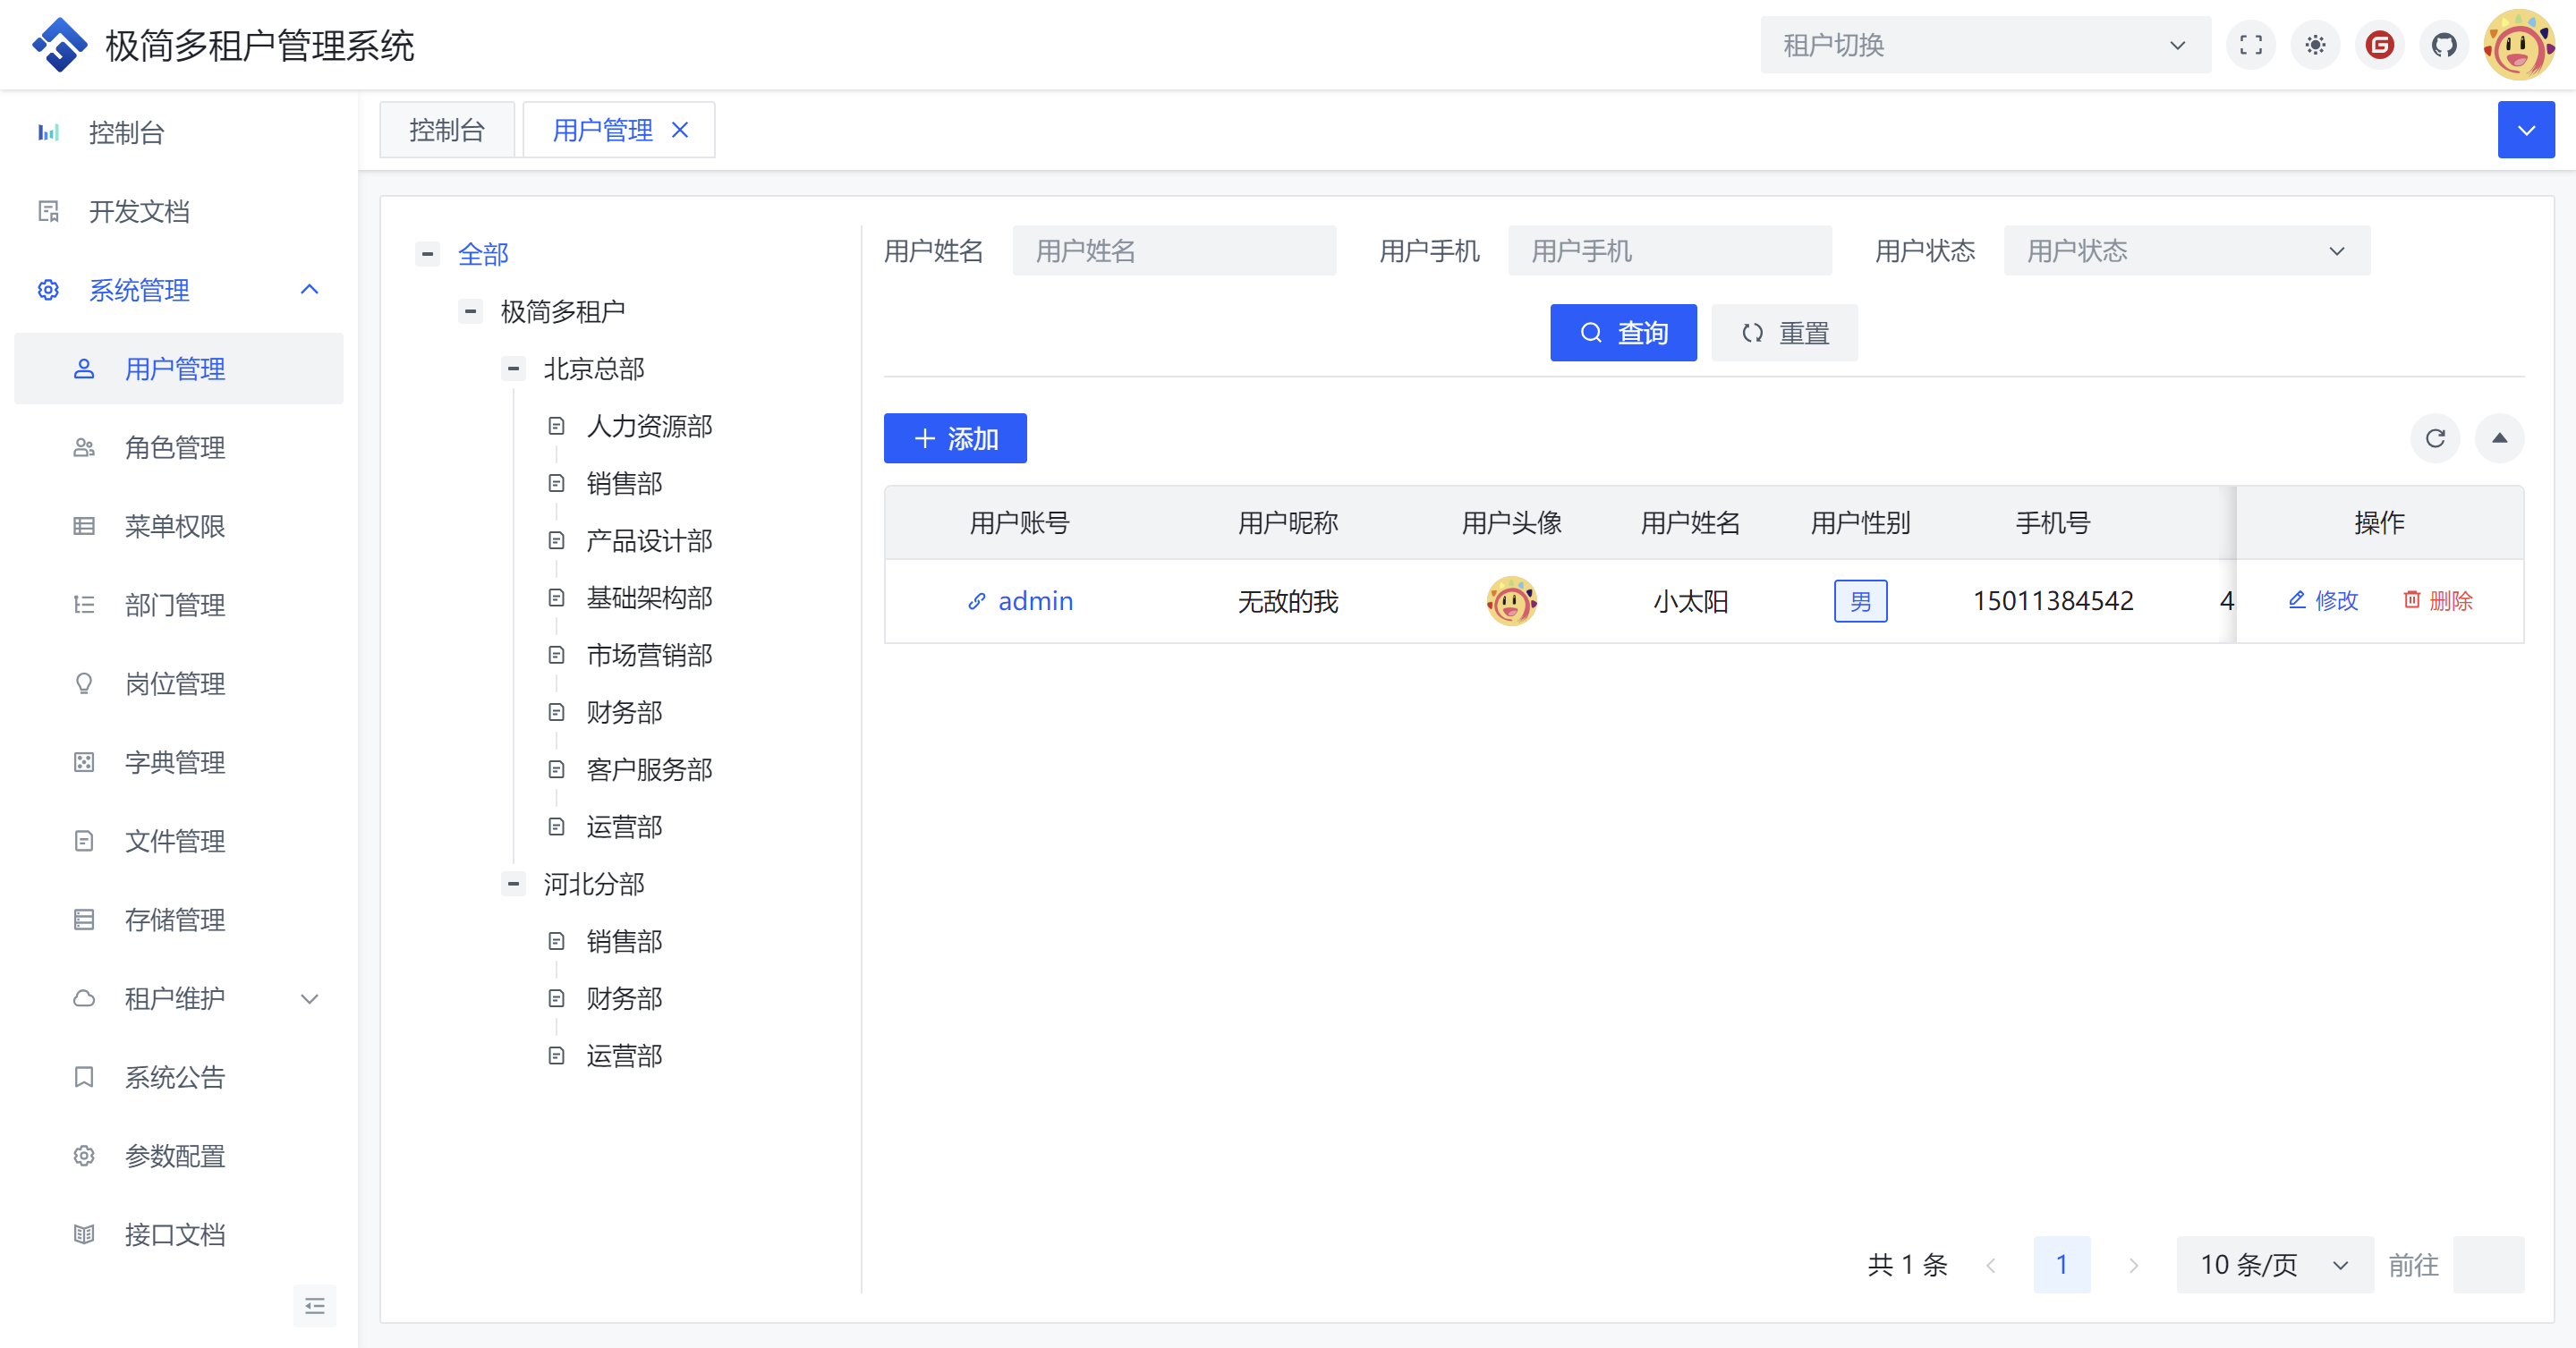 极简多租户管理系统
租户切换
控制台
开发文档
系统管理
用户管理
角色管理
菜单权限
部门管理
岗位管理
字典管理
文件管理
存储管理
租户维护
系统公告
参数配置
接口文档
控制台 用户管理
全部
极简多租户
北京总部
人力资源部
销售部
产品设计部
基础架构部
市场营销部
财务部
客户服务部
运营部
河北分部
销售部
财务部
运营部
用户姓名 用户姓名 用户手机 用户手机 用户状态 用户状态
查询 重置
添加
用户账号 用户昵称 用户头像 用户姓名 用户性别 手机号 操作
admin 无敌的我 小太阳 男 15011384542 4 修改 删除
共 1 条 1 10 条/页 前往